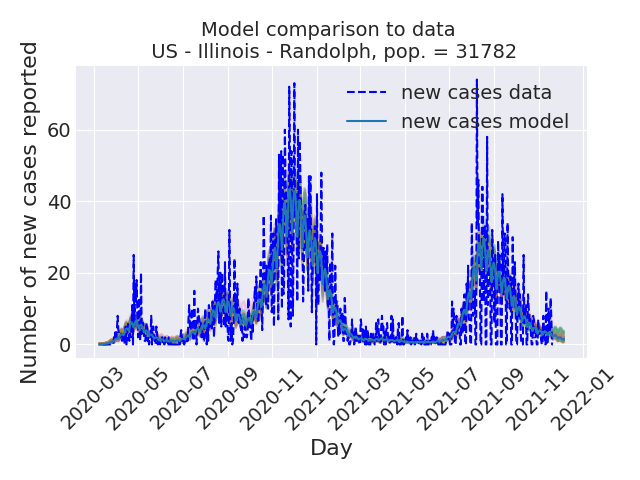 Model comparison to data
US - Illinois - Randolph, pop. = 31782
new cases data
new cases model
Number of new cases reported
60
40
20
0
2020-03
2020-05
2020-07
2020-09
2020-11
2021-01
2021-03
2021-05
2021-07
2021-09
2021-11
2022-01
Day